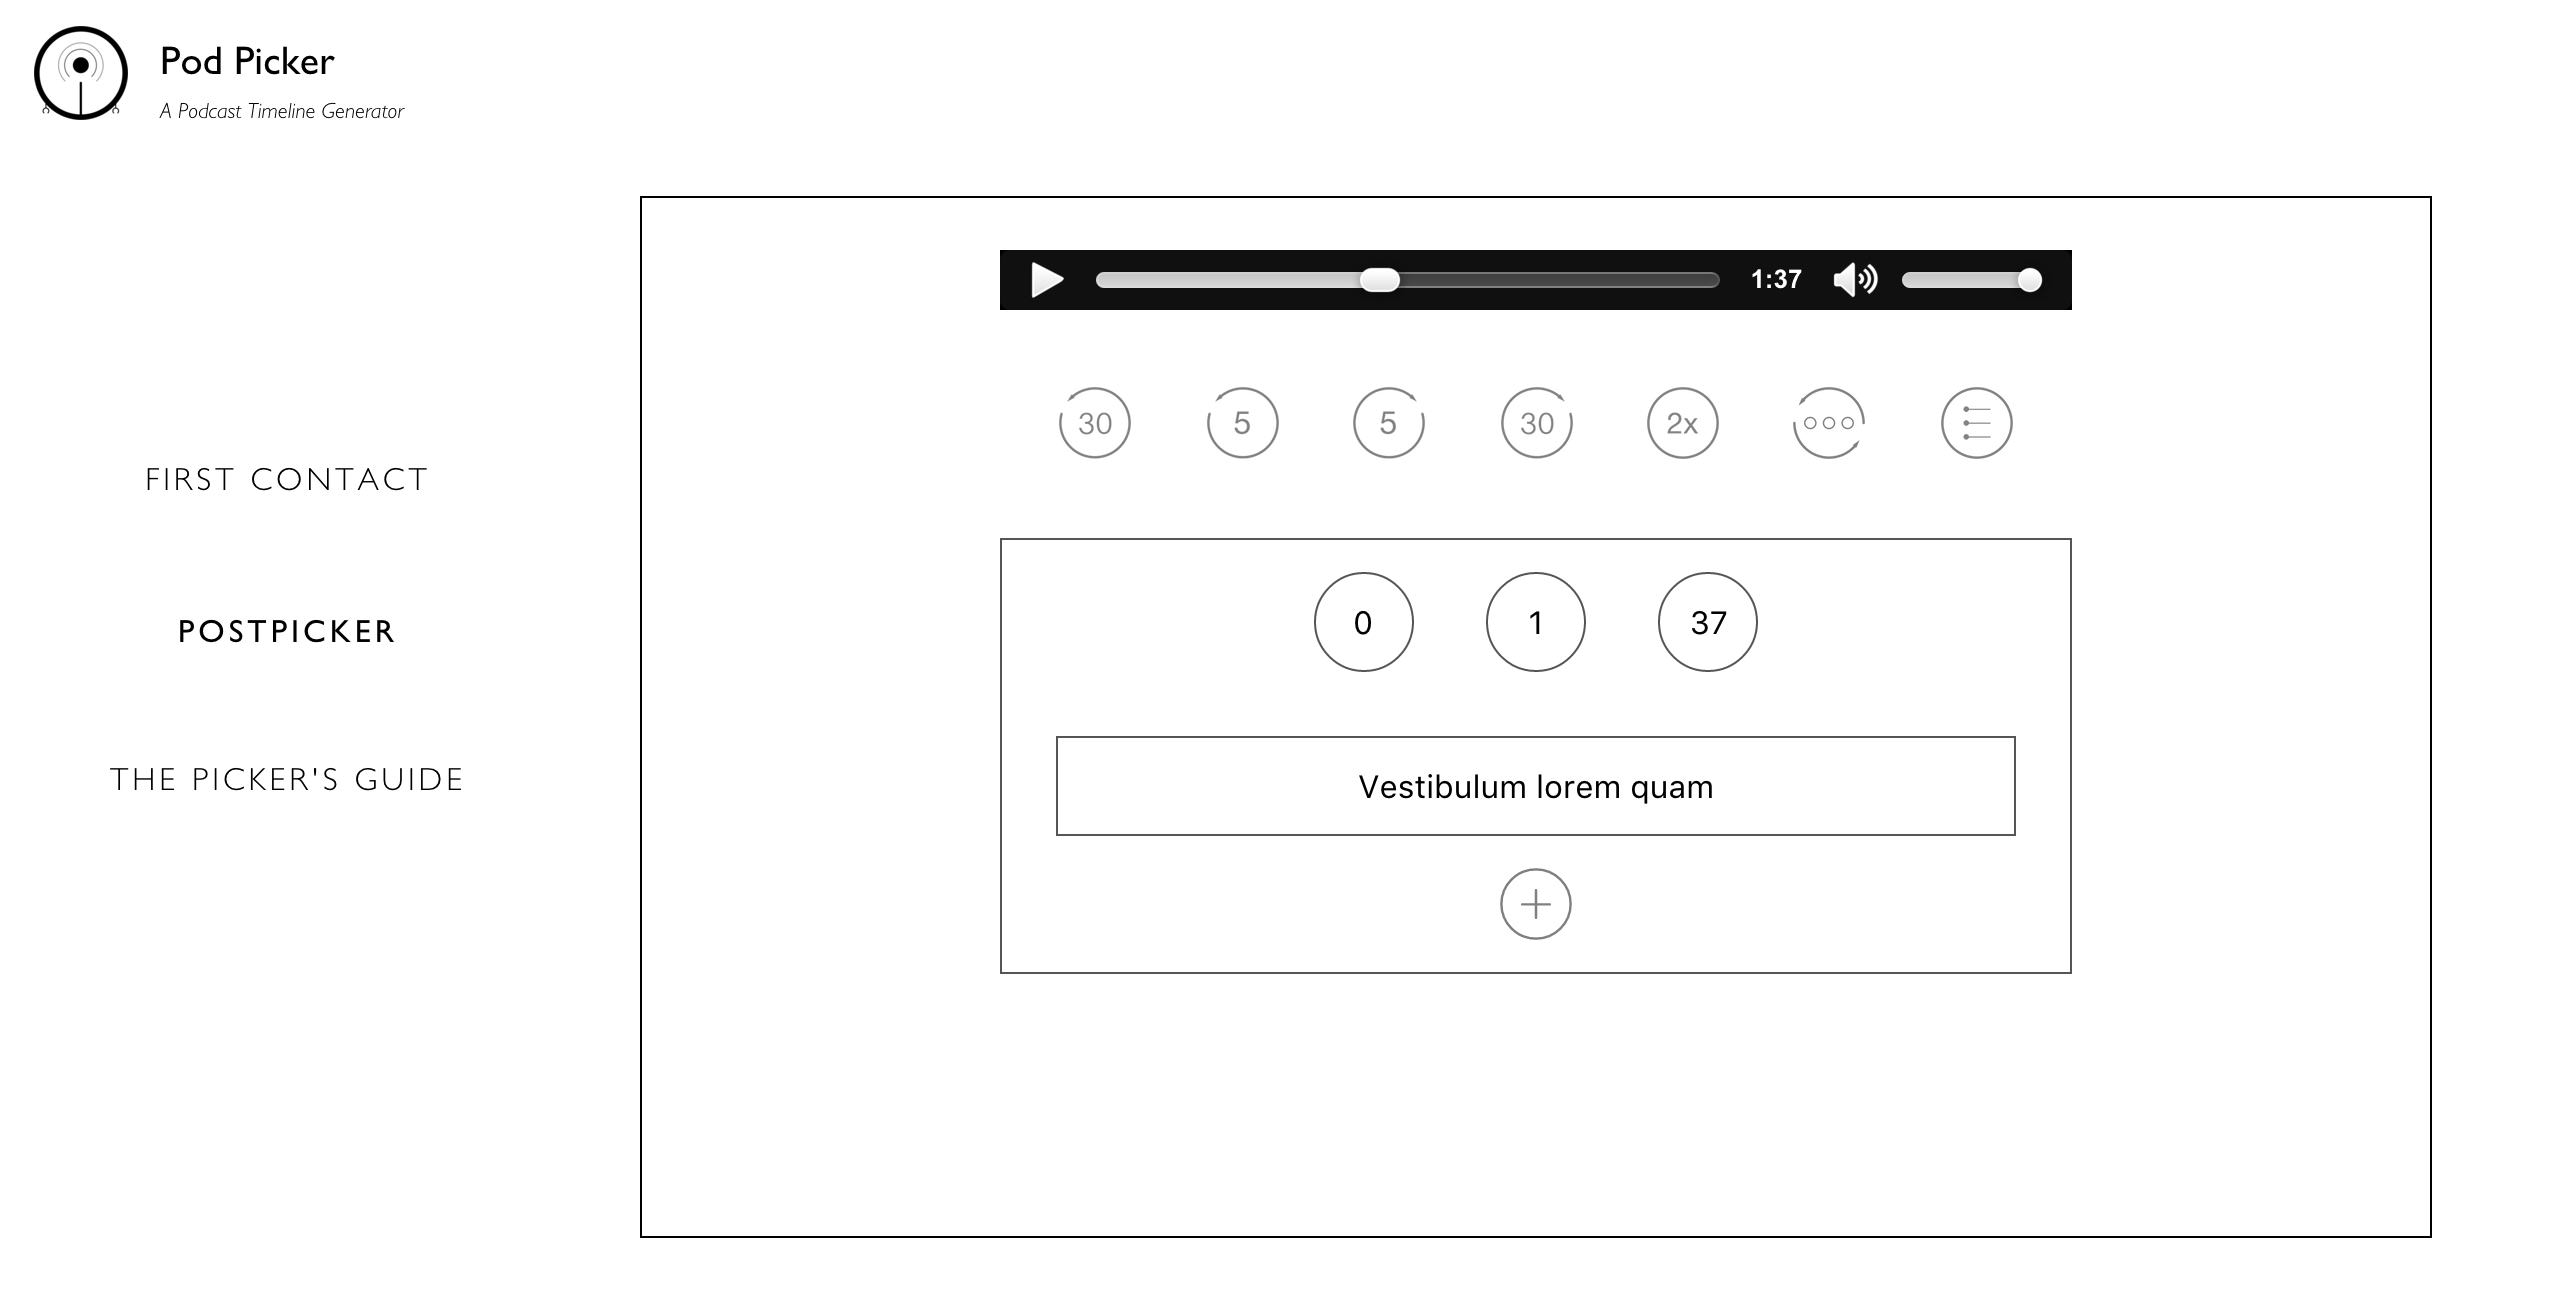 Pod Picker
A Podcast Timeline Generator
FIRST CONTACT
POSTPICKER
THE PICKER'S GUIDE
1:37
30 5 5 30 2x
0 1 37
Vestibulum lorem quam